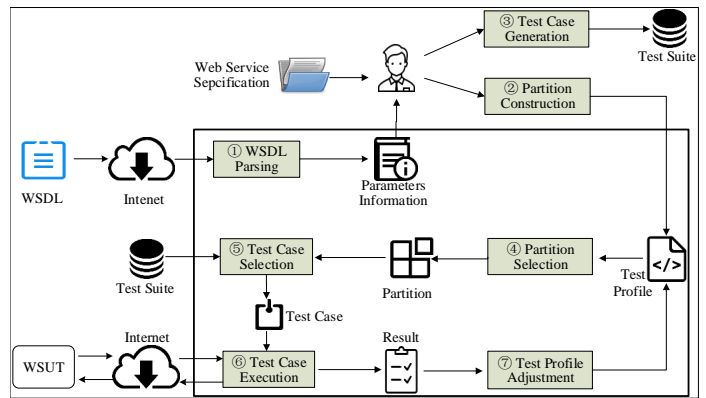 ③ Test Case
Generation
Test Suite
Web Service
Sepcification
② Partition
Construction
① WSDL
Parsing
WSDL
Intenet
Parameters
Information
⑤ Test Case
Selection
④ Partition
Selection
</>
Test
Profile
Test Suite
Partition
Test Case
Internet
Result
WSUT
⑥ Test Case
Execution
⑦ Test Profile
Adjustment